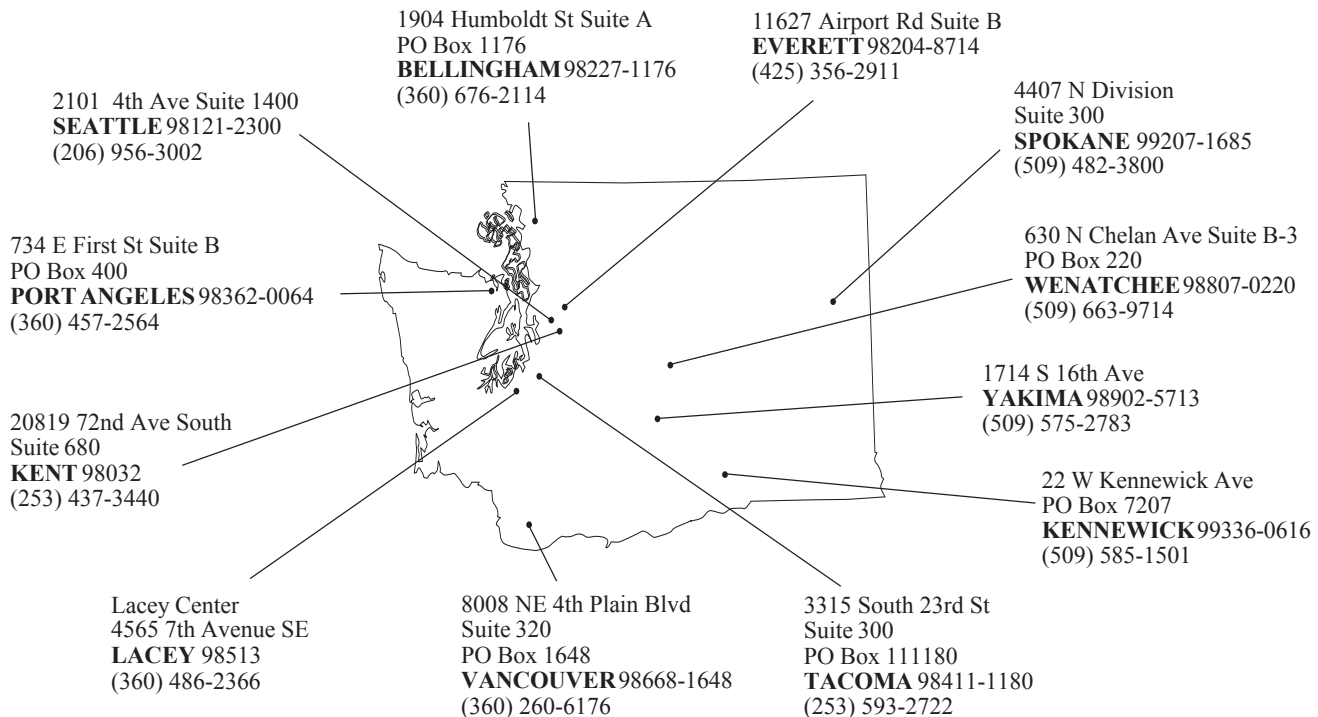 1904 Humboldt St Suite A
PO Box 1176
BELLINGHAM 98227-1176
(360) 676-2114
11627 Airport Rd Suite B
EVERETT 98204-8714
(425) 356-2911
2101 4th Ave Suite 1400
SEATTLE 98121-2300
(206) 956-3002
4407 N Division
Suite 300
SPOKANE 99207-1685
(509) 482-3800
734 E First St Suite B
PO Box 400
PORT ANGELES 98362-0064
(360) 457-2564
630 N Chelan Ave Suite B-3
PO Box 220
WENATCHEE 98807-0220
(509) 663-9714
1714 S 16th Ave
YAKIMA 98902-5713
(509) 575-2783
20819 72nd Ave South
Suite 680
KENT 98032
(253) 437-3440
22 W Kennewick Ave
PO Box 7207
KENNEWICK 99336-0616
(509) 585-1501
Lacey Center
4565 7th Avenue SE
LACEY 98513
(360) 486-2366
8008 NE 4th Plain Blvd
Suite 320
PO Box 1648
VANCOUVER 98668-1648
(360) 260-6176
3315 South 23rd St
Suite 300
PO Box 111180
TACOMA 98411-1180
(253) 593-2722